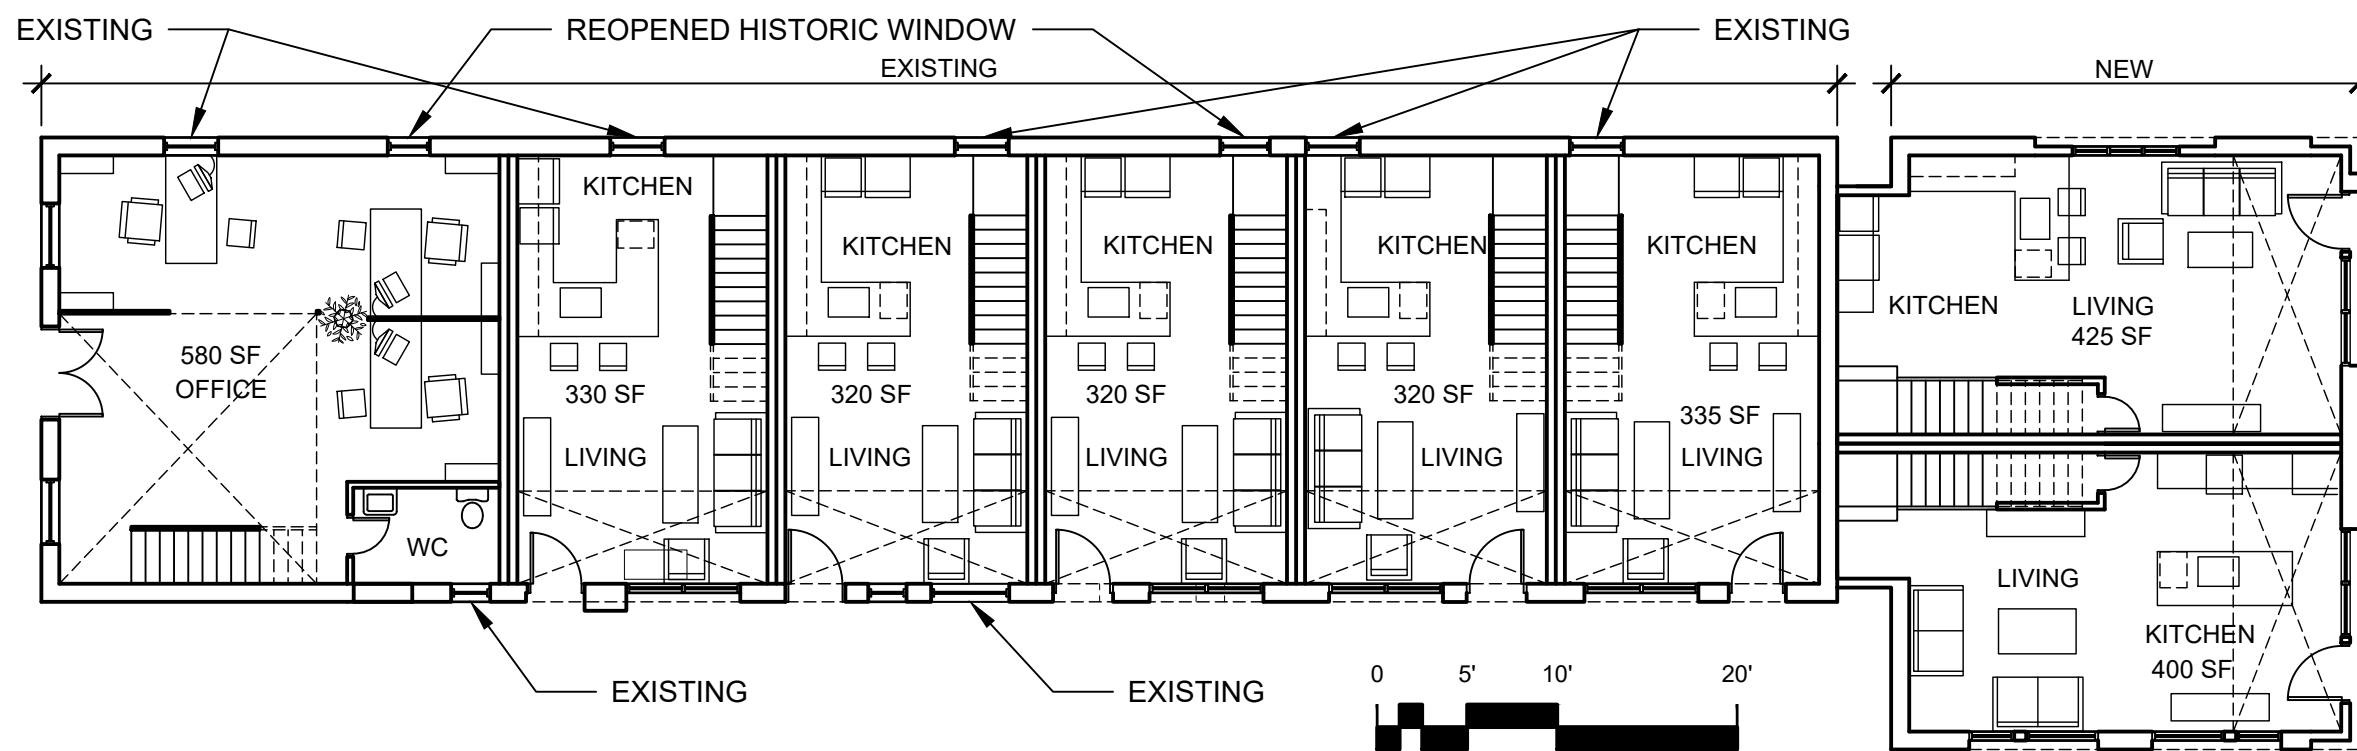 EXISTING
REOPENED HISTORIC WINDOW
EXISTING
EXISTING
NEW
KITCHEN
KITCHEN
KITCHEN
KITCHEN
KITCHEN
KITCHEN
LIVING
425 SF
580 SF
OFFICE
330 SF
320 SF
320 SF
320 SF
335 SF
LIVING
LIVING
LIVING
LIVING
LIVING
WC
LIVING
KITCHEN
400 SF
EXISTING
EXISTING
0 5' 10' 20'